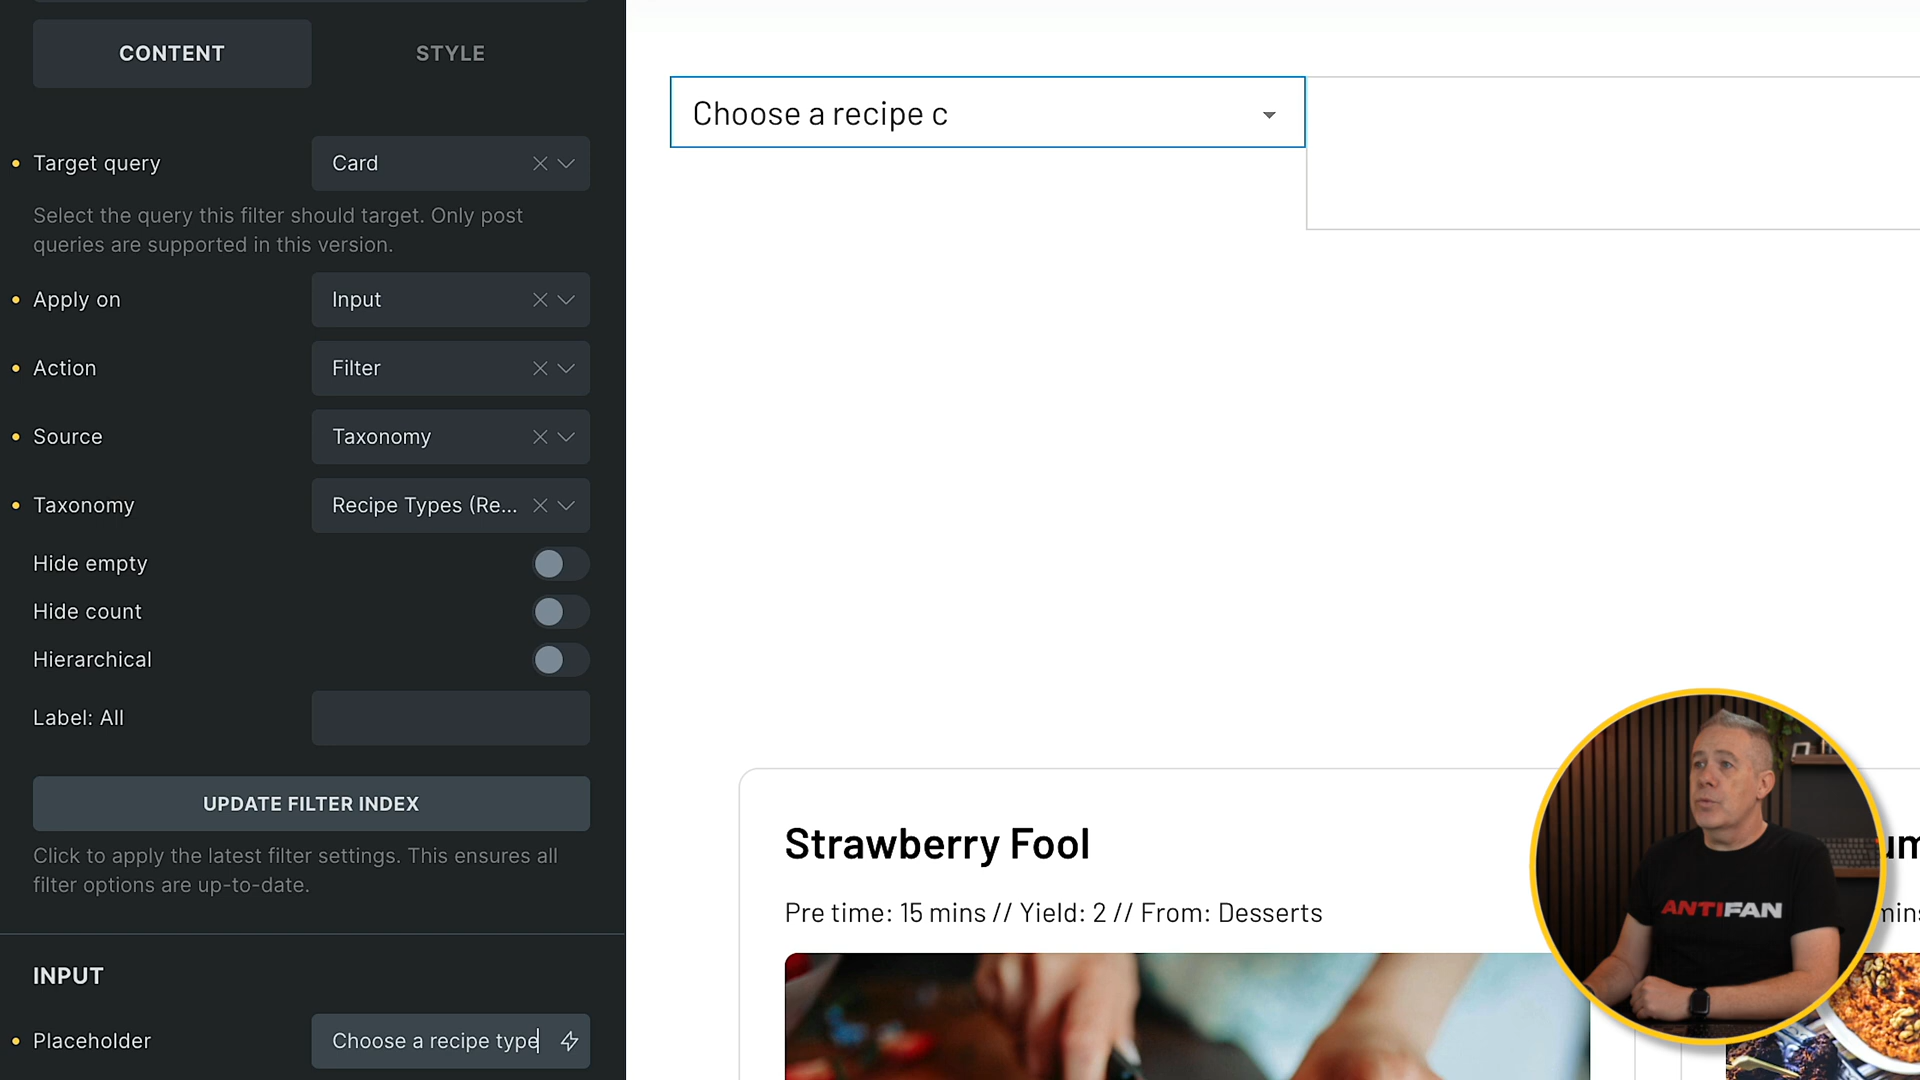 CONTENT
STYLE
Target query
Card
Select the query this filter should target. Only post
queries are supported in this version.
Apply on
Input
Action
Filter
Source
Taxonomy
Taxonomy
Recipe Types (Re...
Hide empty
Hide count
Hierarchical
Label: All
UPDATE FILTER INDEX
Click to apply the latest filter settings. This ensures all
filter options are up-to-date.
INPUT
Placeholder
Choose a recipe type
Choose a recipe c
Strawberry Fool
Pre time: 15 mins // Yield: 2 // From: Desserts
ANTIFAN